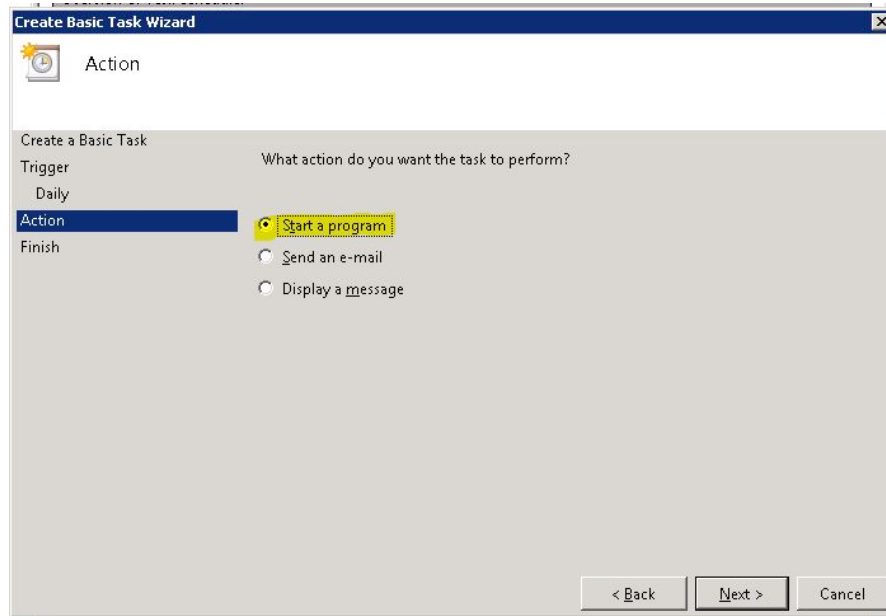 Create Basic Task Wizard
Action
Create a Basic Task
Trigger
Daily
Action
Finish
What action do you want the task to perform?
Start a program
Send an e-mail
Display a message
< Back
Next >
Cancel